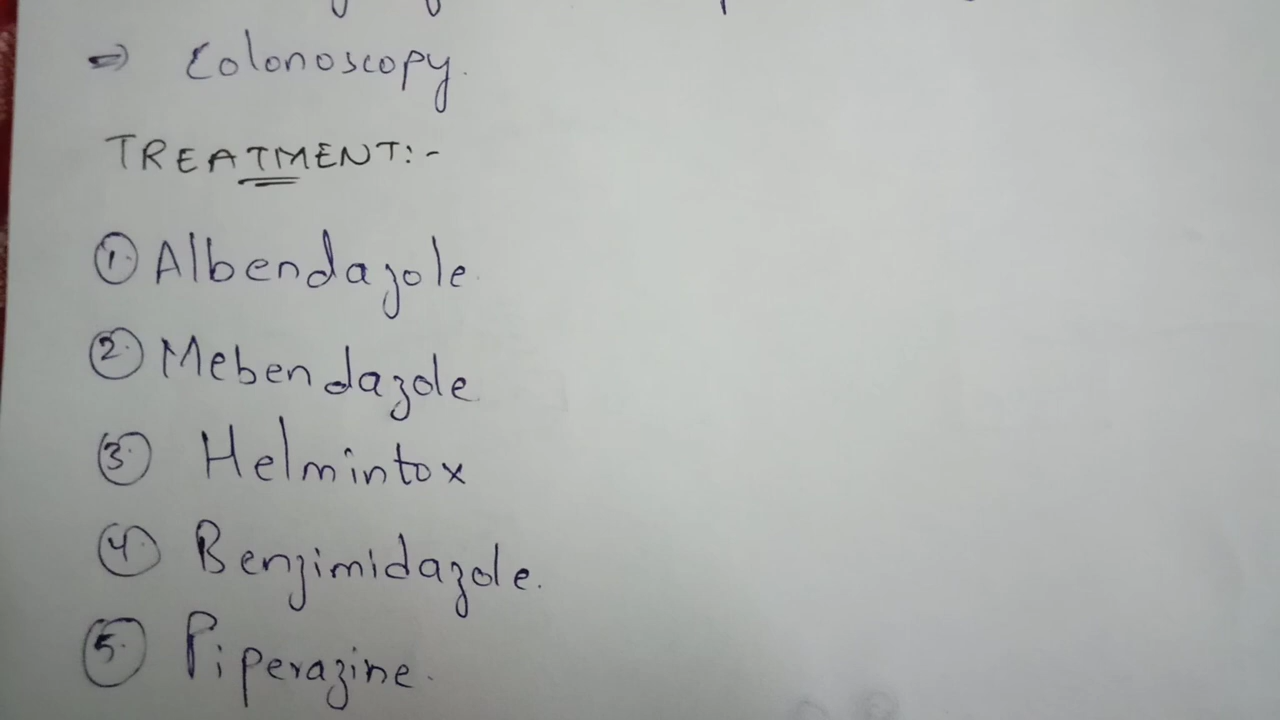 ⇒ Colonoscopy.
TREATMENT:-
1. Albendazole.
2. Mebendazole
3. Helmintox
4. Benzimidazole.
5. Piperazine.